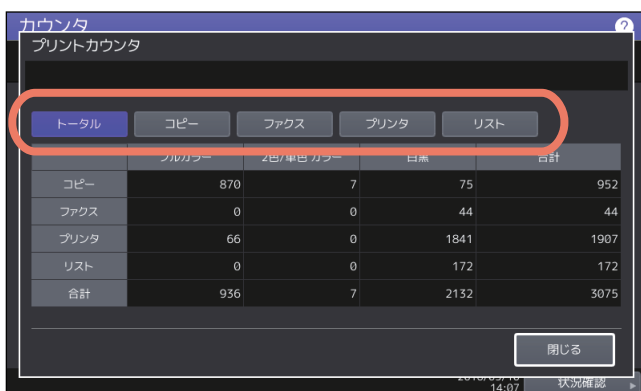 カウンタ ?
プリントカウンタ
トータル コピー ファクス プリンタ リスト
フルカラー 2色/単色 カラー 白黒 合計
コピー 870 7 75 952
ファクス 0 0 44 44
プリンタ 66 0 1841 1907
リスト 0 0 172 172
合計 936 7 2132 3075
閉じる
14:07 状況確認